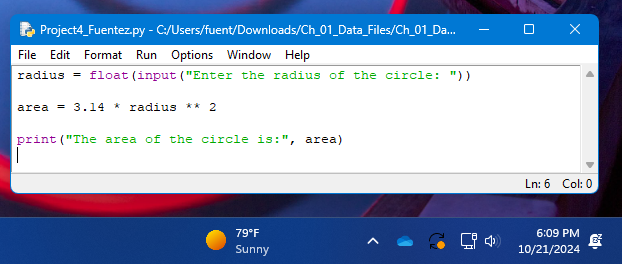 Project4_Fuentez.py - C:/Users/fuent/Downloads/Ch_01_Data_Files/Ch_01_Da...
File Edit Format Run Options Window Help
radius = float(input("Enter the radius of the circle: "))
area = 3.14 * radius ** 2
print("The area of the circle is:", area)
Ln: 6 Col: 0
79°F
Sunny
6:09 PM
10/21/2024